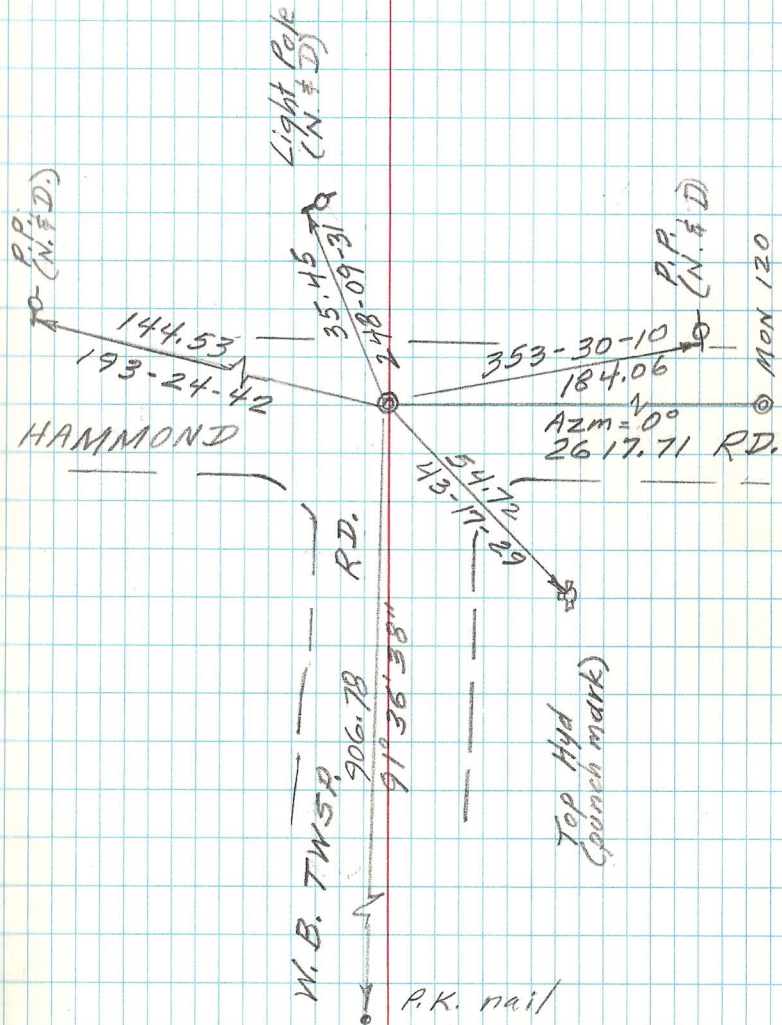 P.P.
(N. & D.)
Light Pole
(N. & D)
144.53
193-24-42
35.45
248-09-31
P.P.
(N. & D)
353-30-10
184.06
MON 120
Azm = 0°
2617.71
HAMMOND
RD.
54.72
43-17-29
W.B. TWSP.
RD.
906.78
91° 36' 38"
Top Hyd
(punch mark)
P.K. nail